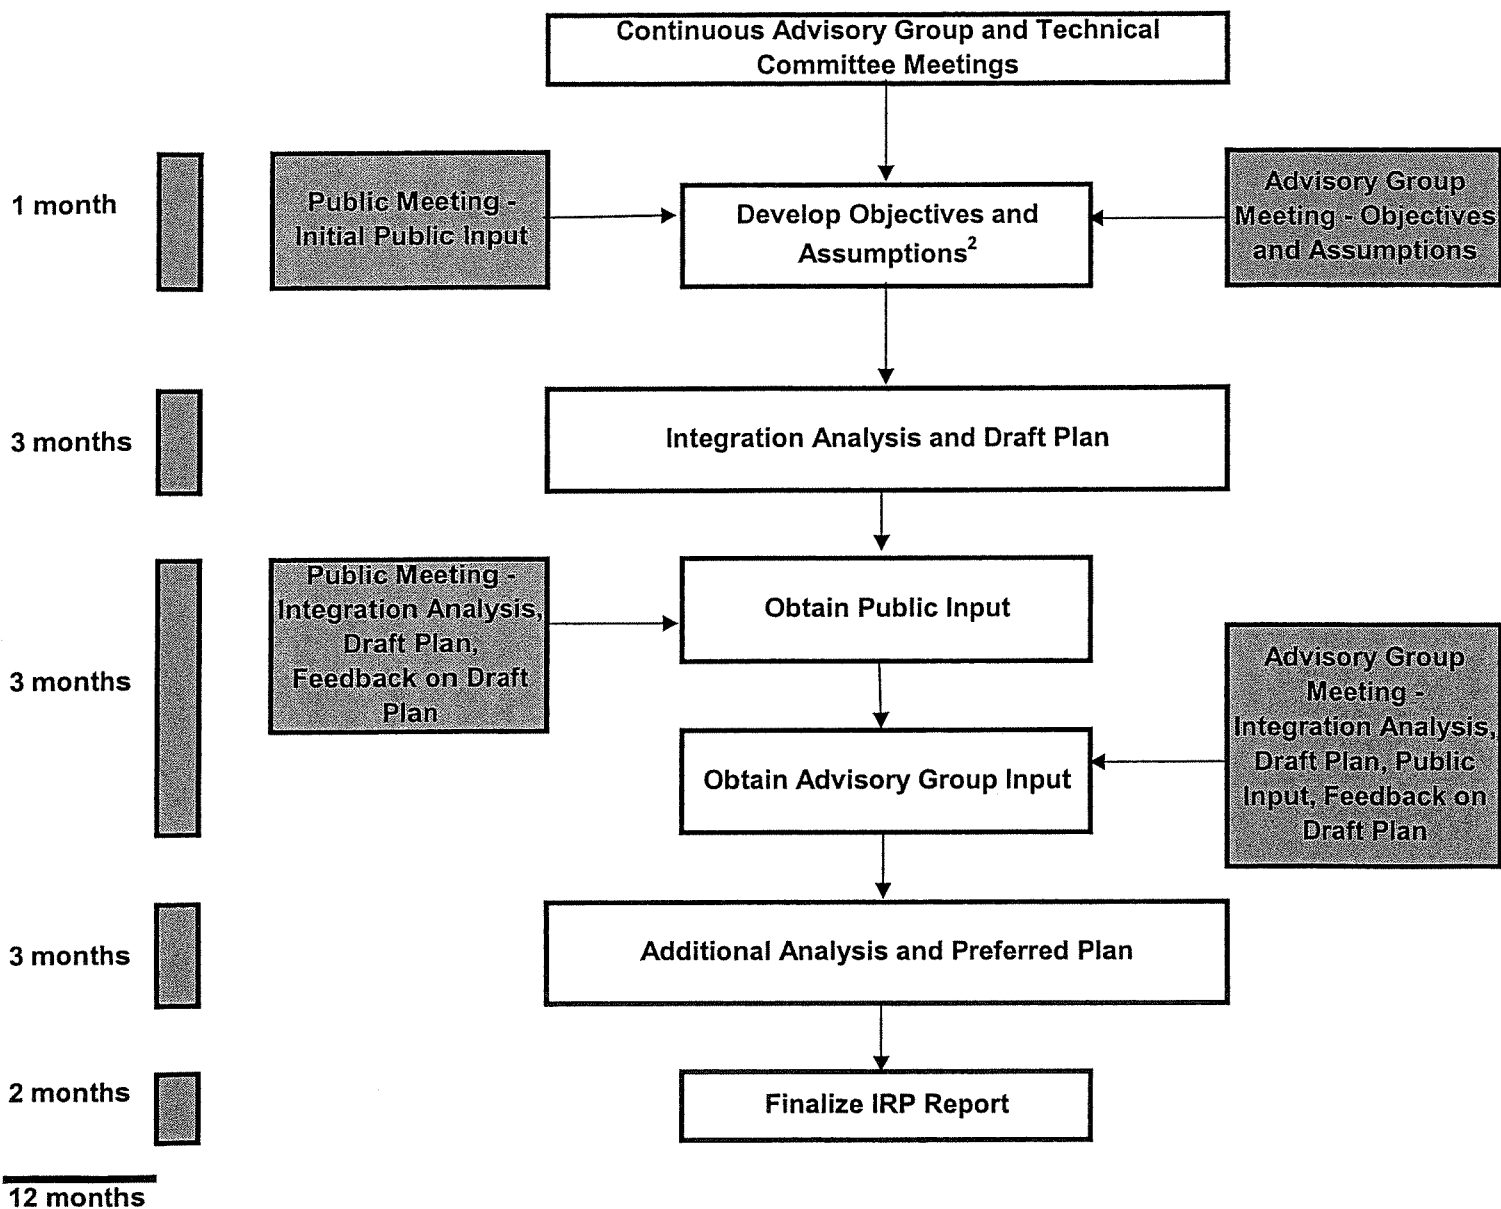 Continuous Advisory Group and Technical
Committee Meetings
1 month
Public Meeting -
Initial Public Input
Develop Objectives and
Assumptions²
Advisory Group
Meeting - Objectives
and Assumptions
3 months
Integration Analysis and Draft Plan
3 months
Public Meeting -
Integration Analysis,
Draft Plan,
Feedback on Draft
Plan
Obtain Public Input
Obtain Advisory Group Input
Advisory Group
Meeting -
Integration Analysis,
Draft Plan, Public
Input, Feedback on
Draft Plan
3 months
Additional Analysis and Preferred Plan
2 months
Finalize IRP Report
12 months